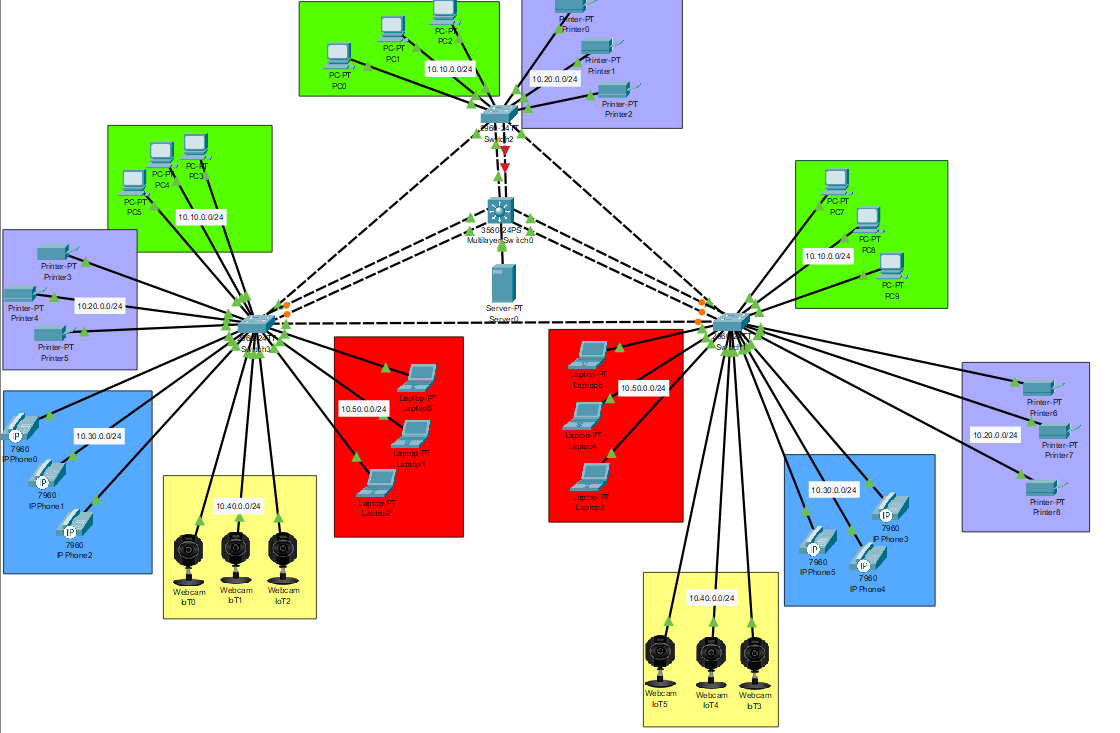 PC-PT
PC2
PC-PT
PC1
PC-PT
PC0
10.10.0.0/24
Printer-PT
Printer0
Printer-PT
Printer1
10.20.0.0/24
Printer-PT
Printer2
Switch2
PC-PT
PC3
PC-PT
PC4
PC-PT
PC5
10.10.0.0/24
3560-24PS
Multilayer Switch0
Server-PT
Server0
PC-PT
PC7
PC-PT
PC8
10.10.0.0/24
PC-PT
PC9
Printer-PT
Printer3
Printer-PT
Printer4
10.20.0.0/24
Printer-PT
Printer5
Laptop-PT
Laptop0
10.50.0.0/24
Laptop-PT
Laptop1
Laptop-PT
Laptop2
Laptop-PT
Laptop5
10.50.0.0/24
Laptop-PT
Laptop4
Laptop-PT
Laptop3
Printer-PT
Printer6
10.20.0.0/24
Printer-PT
Printer7
Printer-PT
Printer8
10.30.0.0/24
IP
7960
IP Phone0
IP
7960
IP Phone1
IP
7960
IP Phone2
10.40.0.0/24
Webcam
IoT0
Webcam
IoT1
Webcam
IoT2
10.30.0.0/24
IP
7960
IP Phone3
IP
7960
IP Phone5
IP
7960
IP Phone4
10.40.0.0/24
Webcam
IoT5
Webcam
IoT4
Webcam
IoT3